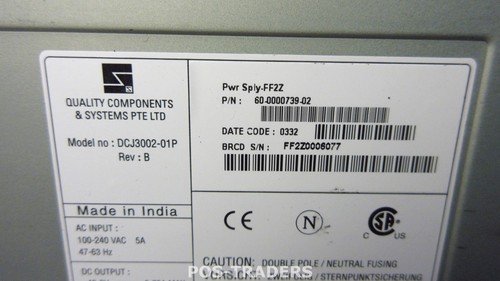 QUALITY COMPONENTS
& SYSTEMS PTE LTD
Model no : DCJ3002-01P
Rev : B
Made in India
AC INPUT :
100-240 VAC 5A
47-63 Hz
DC OUTPUT
Pwr Sply-FF2Z
P/N : 60-0000739-02
DATE CODE : 0332
BRCD S/N : FF2Z0006077
CE
N
C SA US
CAUTION: DOUBLE POLE / NEUTRAL FUSING
ZWEIPOLIGE / STERNPUNKTSICHERUNG
POS-TRADERS